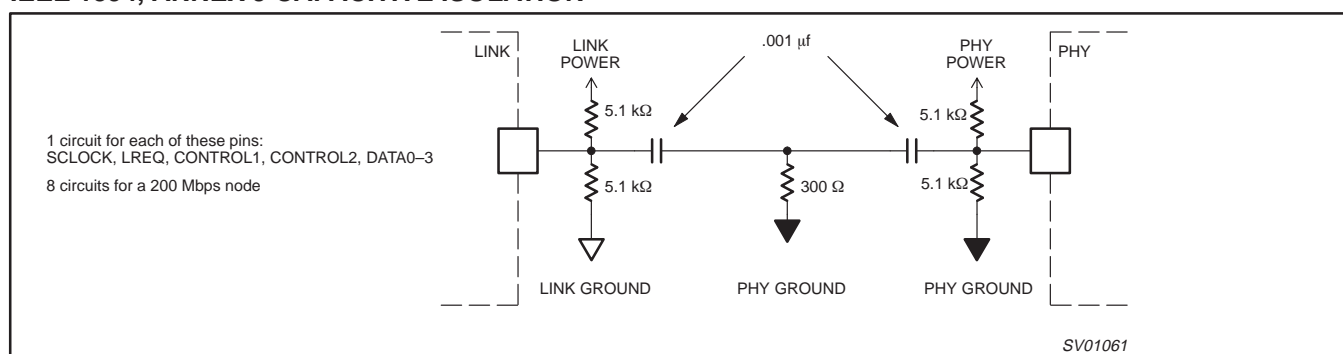 IEEE 1394, ANNEX J CAPACITIVE ISOLATION
LINK
LINK
POWER
.001 µf
PHY
POWER
PHY
5.1 kΩ
5.1 kΩ
1 circuit for each of these pins:
SCLOCK, LREQ, CONTROL1, CONTROL2, DATA0–3
8 circuits for a 200 Mbps node
5.1 kΩ
300 Ω
5.1 kΩ
LINK GROUND
PHY GROUND
PHY GROUND
SV01061